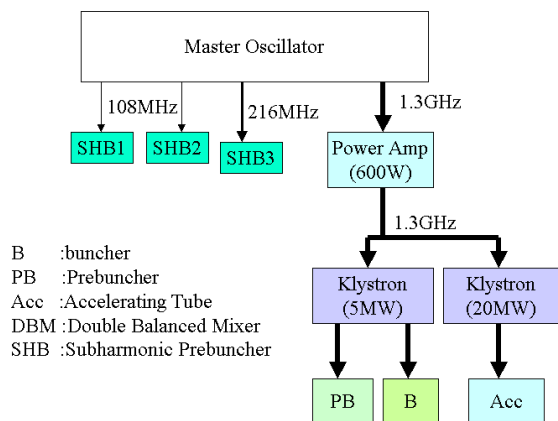 Master Oscillator
108MHz
216MHz
1.3GHz
SHB1
SHB2
SHB3
Power Amp
(600W)
1.3GHz
B :buncher
PB :Prebuncher
Acc :Accelerating Tube
DBM :Double Balanced Mixer
SHB :Subharmonic Prebuncher
Klystron
(5MW)
Klystron
(20MW)
PB
B
Acc